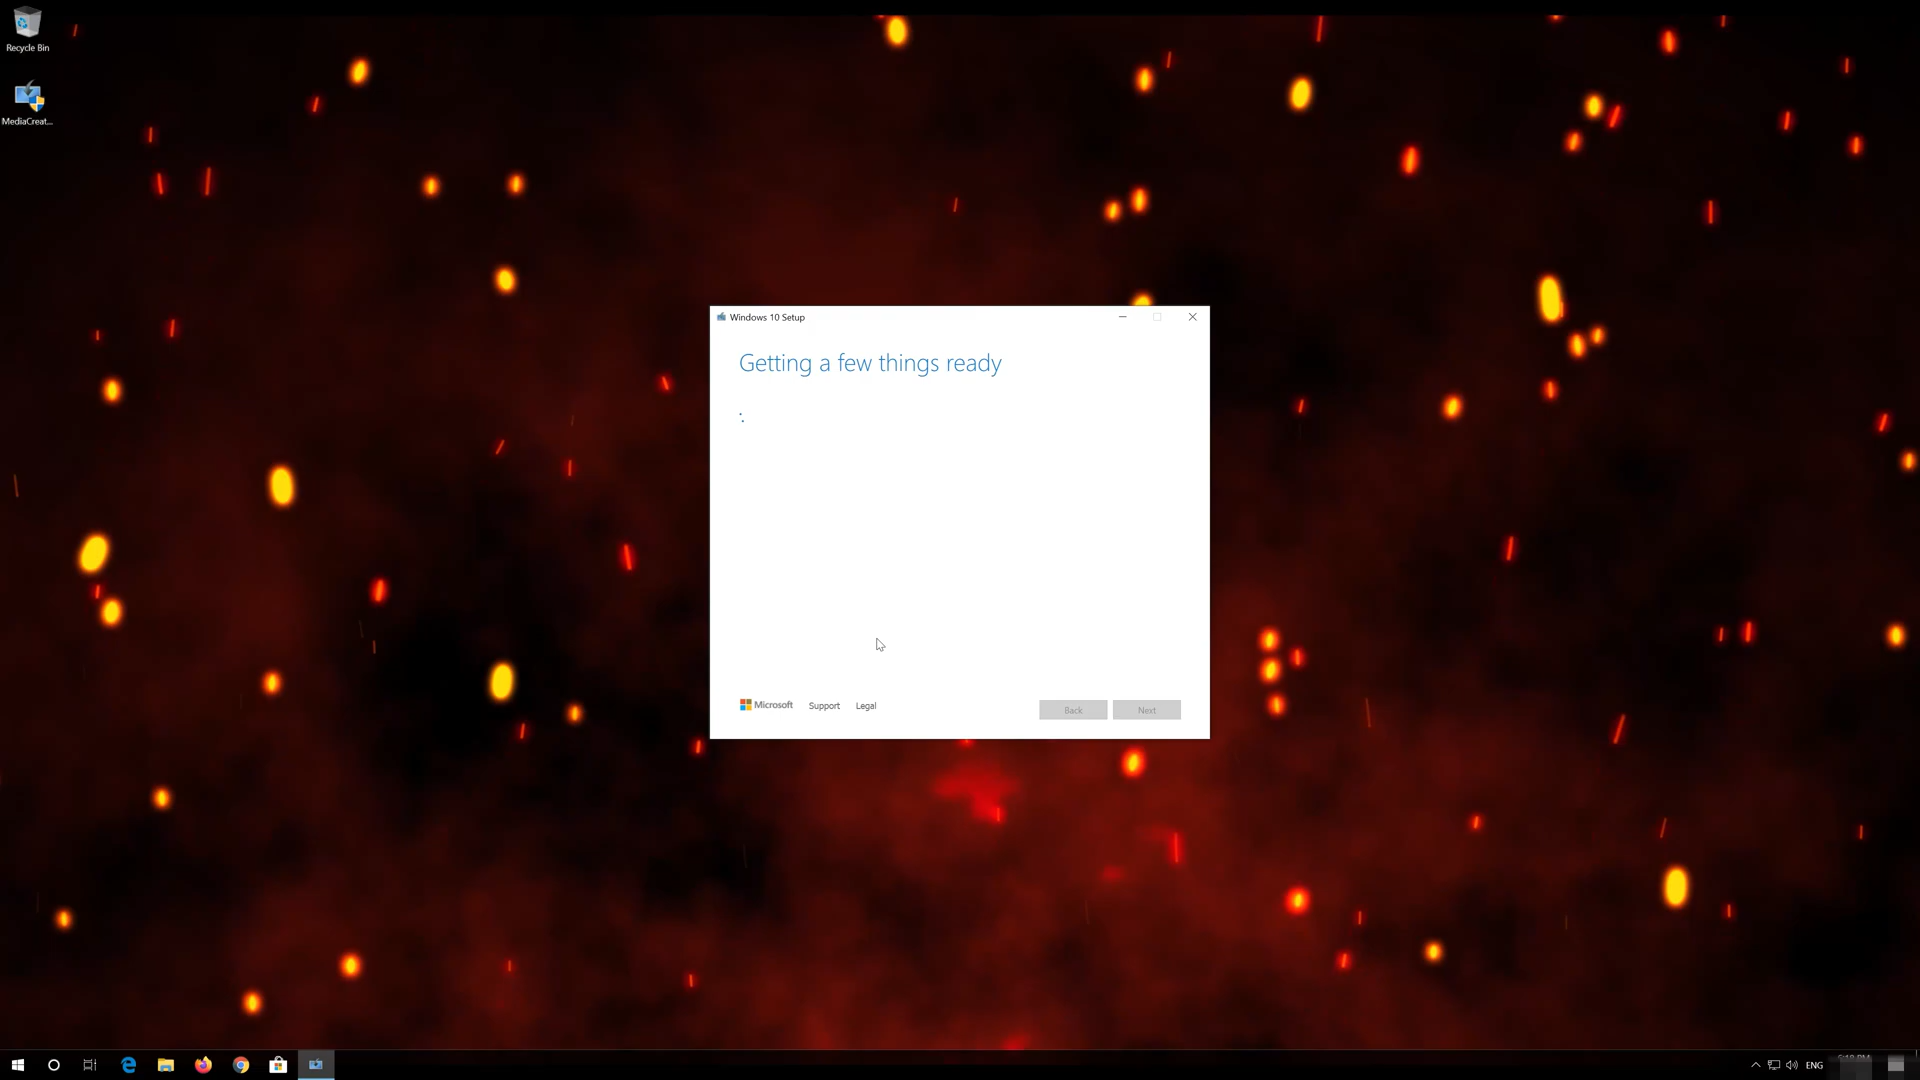 Recycle Bin
MediaCreat...
Windows 10 Setup
Getting a few things ready
Microsoft
Support
Legal
Back
Next
ENG